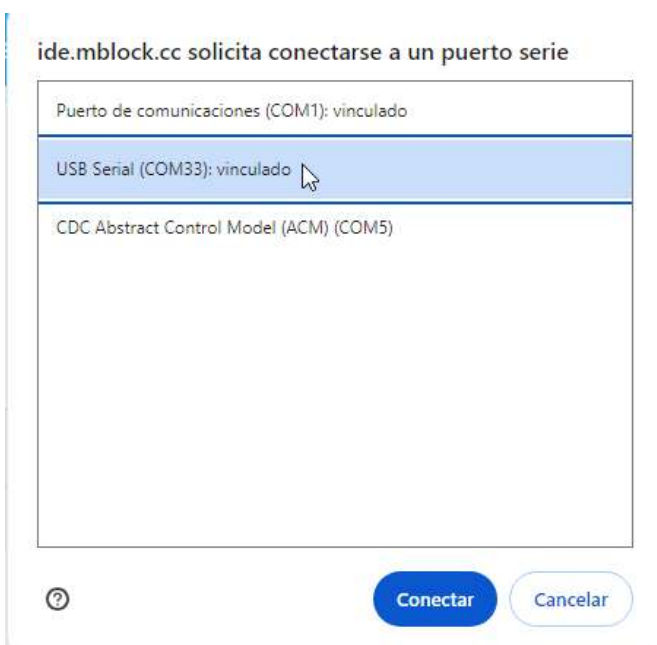 ide.mblock.cc solicita conectarse a un puerto serie
Puerto de comunicaciones (COM1): vinculado
USB Serial (COM33): vinculado
CDC Abstract Control Model (ACM) (COM5)
Conectar
Cancelar